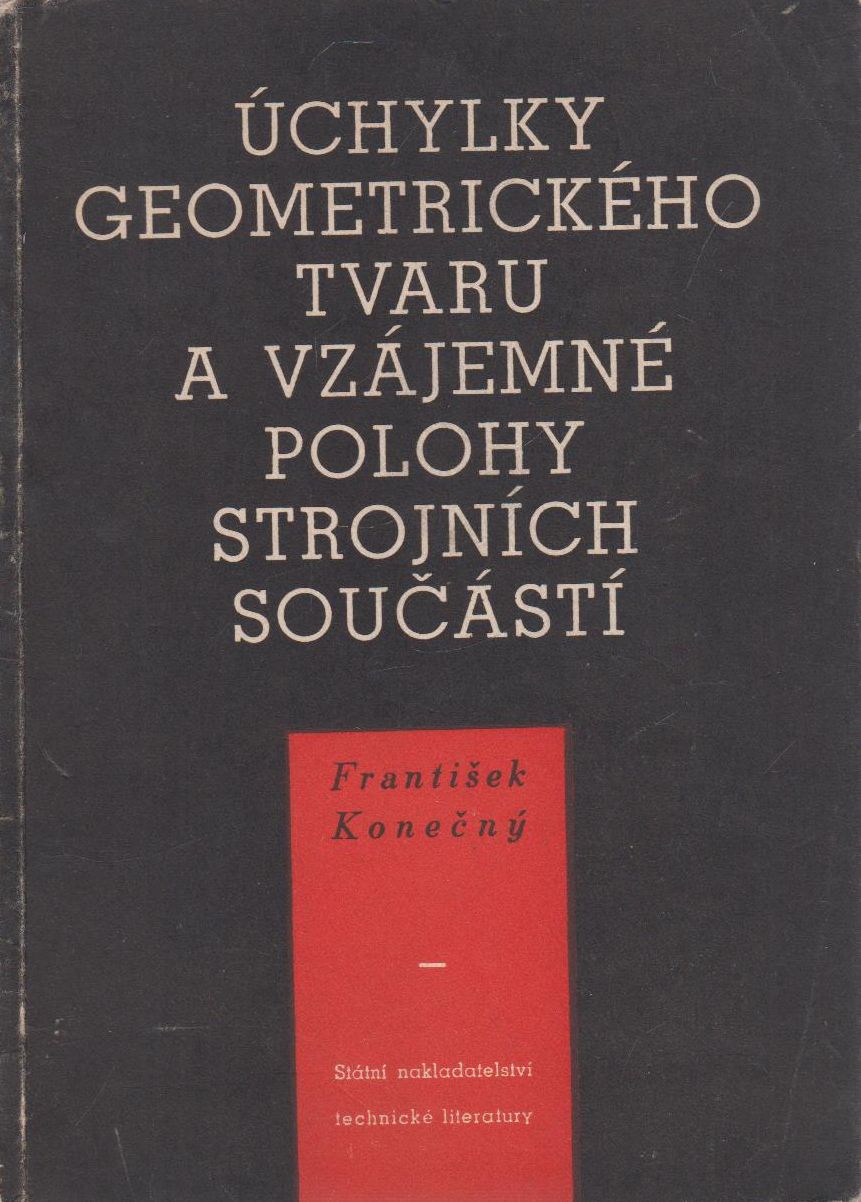 ÚCHYLKY
GEOMETRICKÉHO
TVARU
A VZÁJEMNÉ
POLOHY
STROJNÍCH
SOUČÁSTÍ
František
Konečný
—
Státní nakladatelství
technické literatury